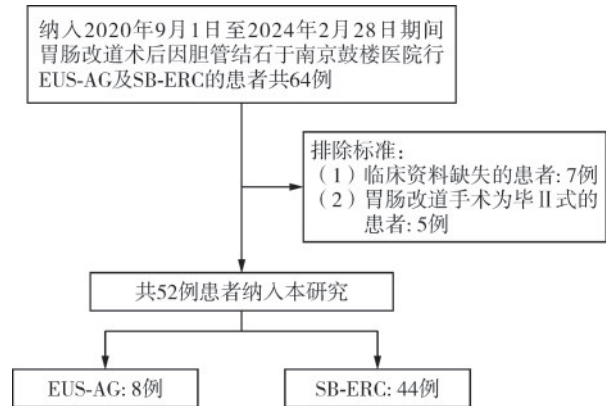 纳入2020年9月1日至2024年2月28日期间
胃肠改道术后因胆管结石于南京鼓楼医院行
EUS-AG及SB-ERC的患者共64例
排除标准：
（1）临床资料缺失的患者: 7例
（2）胃肠改道手术为毕Ⅱ式的
患者: 5例
共52例患者纳入本研究
EUS-AG: 8例
SB-ERC: 44例